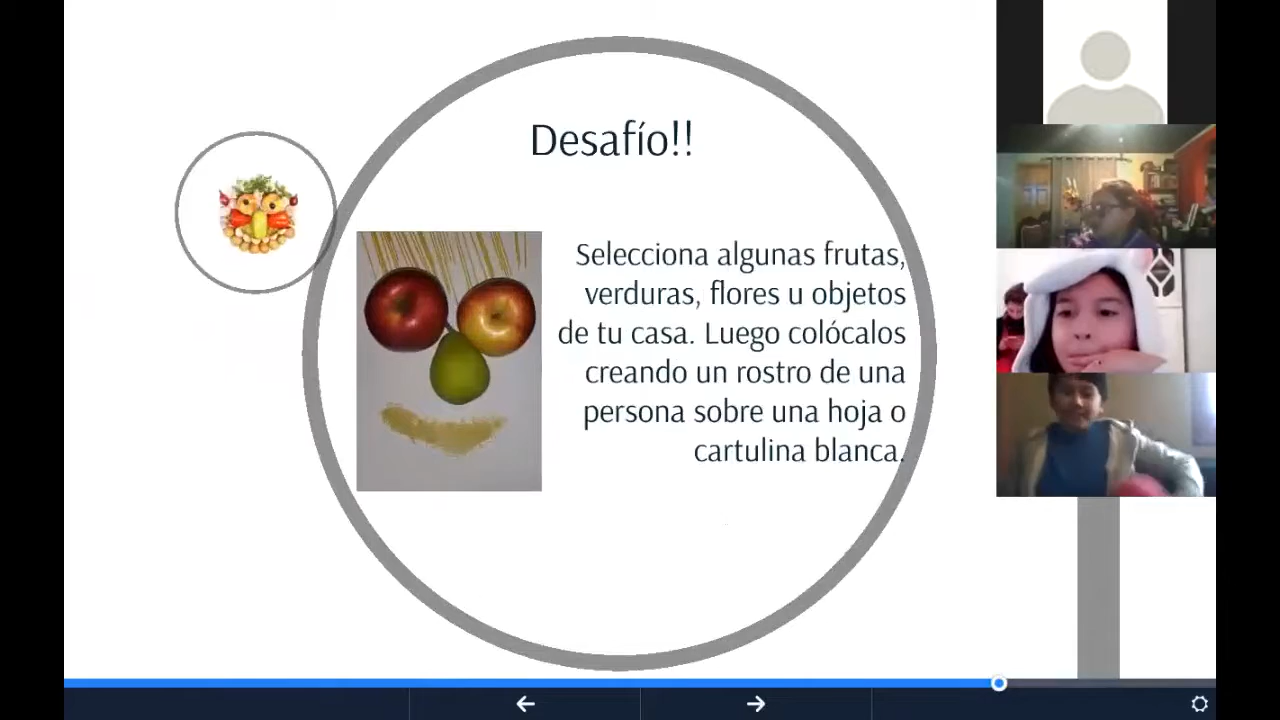 Desafío!!
Selecciona algunas frutas,
verduras, flores u objetos
de tu casa. Luego colócalos
creando un rostro de una
persona sobre una hoja o
cartulina blanca.